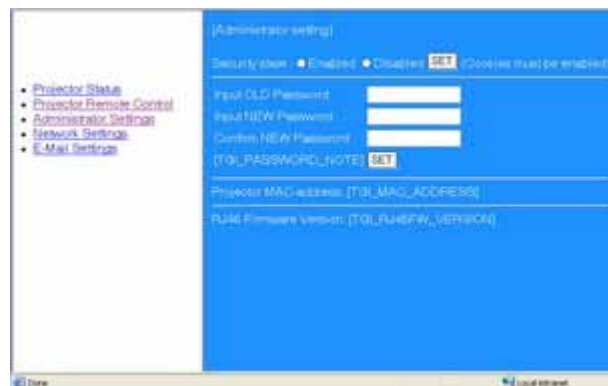 [Administrator setting]
Security state: Enabled Disabled SET (Cookies must be enabled
Projector Status
Projector Remote Control
Administrator Settings
Network Settings
E-Mail Settings
Input OLD Password
Input NEW Password
Confirm NEW Password
[TGI_PASSWORD_NOTE] SET
Projector MAC-address: [TGI_MAC_ADDRESS]
RJ45 Firmware Version: [TGI_RJ45FW_VERSION]
Done
Local intranet